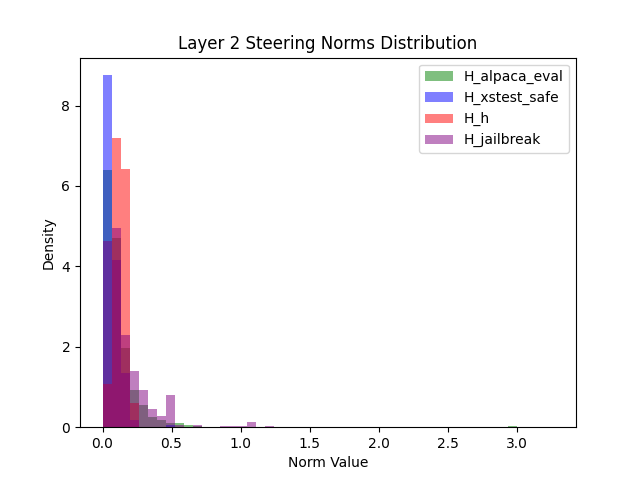 Layer 2 Steering Norms Distribution
H_alpaca_eval
H_xstest_safe
H_h
H_jailbreak
Density
8
6
4
2
0
0.0 0.5 1.0 1.5 2.0 2.5 3.0
Norm Value